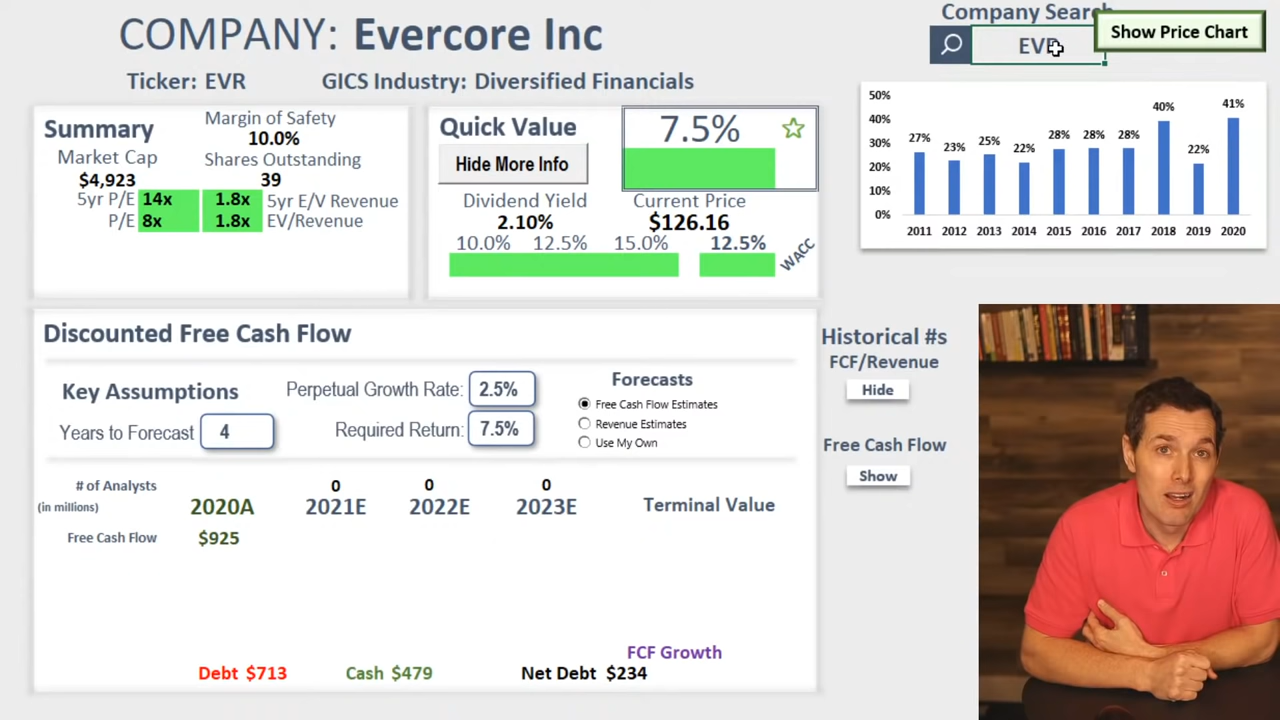 COMPANY: Evercore Inc
Ticker: EVR
GICS Industry: Diversified Financials
Company Search
EVR
Show Price Chart
Summary
Margin of Safety
10.0%
Market Cap
$4,923
Shares Outstanding
39
5yr P/E 14x 1.8x 5yr E/V Revenue
P/E 8x 1.8x EV/Revenue
Quick Value
7.5%
Hide More Info
Dividend Yield
2.10%
Current Price
$126.16
10.0% 12.5% 15.0% 12.5% WACC
50%
40%
30%
20%
10%
0%
27% 23% 25% 22% 28% 28% 28% 40% 22% 41%
2011 2012 2013 2014 2015 2016 2017 2018 2019 2020
Discounted Free Cash Flow
Key Assumptions
Years to Forecast 4
Perpetual Growth Rate: 2.5%
Required Return: 7.5%
Forecasts
Free Cash Flow Estimates
Revenue Estimates
Use My Own
Historical #s
FCF/Revenue
Hide
Free Cash Flow
Show
# of Analysts 0 0 0
(in millions) 2020A 2021E 2022E 2023E Terminal Value
Free Cash Flow $925
FCF Growth
Debt $713 Cash $479 Net Debt $234